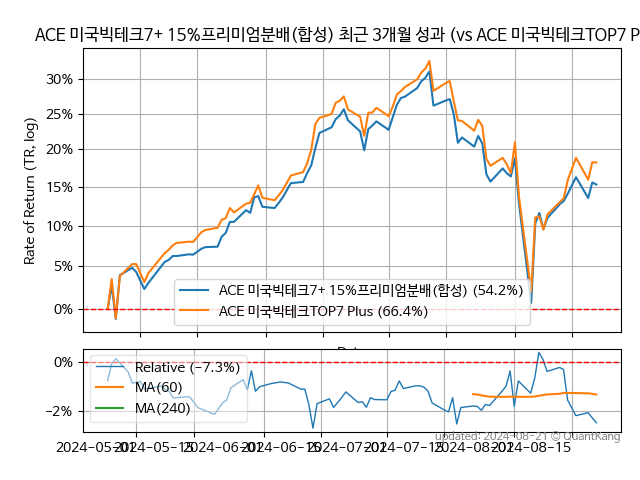 ACE 미국빅테크7+ 15%프리미엄분배(합성) 최근 3개월 성과 (vs ACE 미국빅테크TOP7 P
Rate of Return (TR, log)
30%
25%
20%
15%
10%
5%
0%
ACE 미국빅테크7+ 15%프리미엄분배(합성) (54.2%)
ACE 미국빅테크TOP7 Plus (66.4%)
0%
−2%
Relative (−7.3%)
MA(60)
MA(240)
updated: 2024-08-21 © QuantKang
2024−05−01
2024−05−15
2024−06−01
2024−06−15
2024−07−01
2024−07−15
2024−08−01
2024−08−15